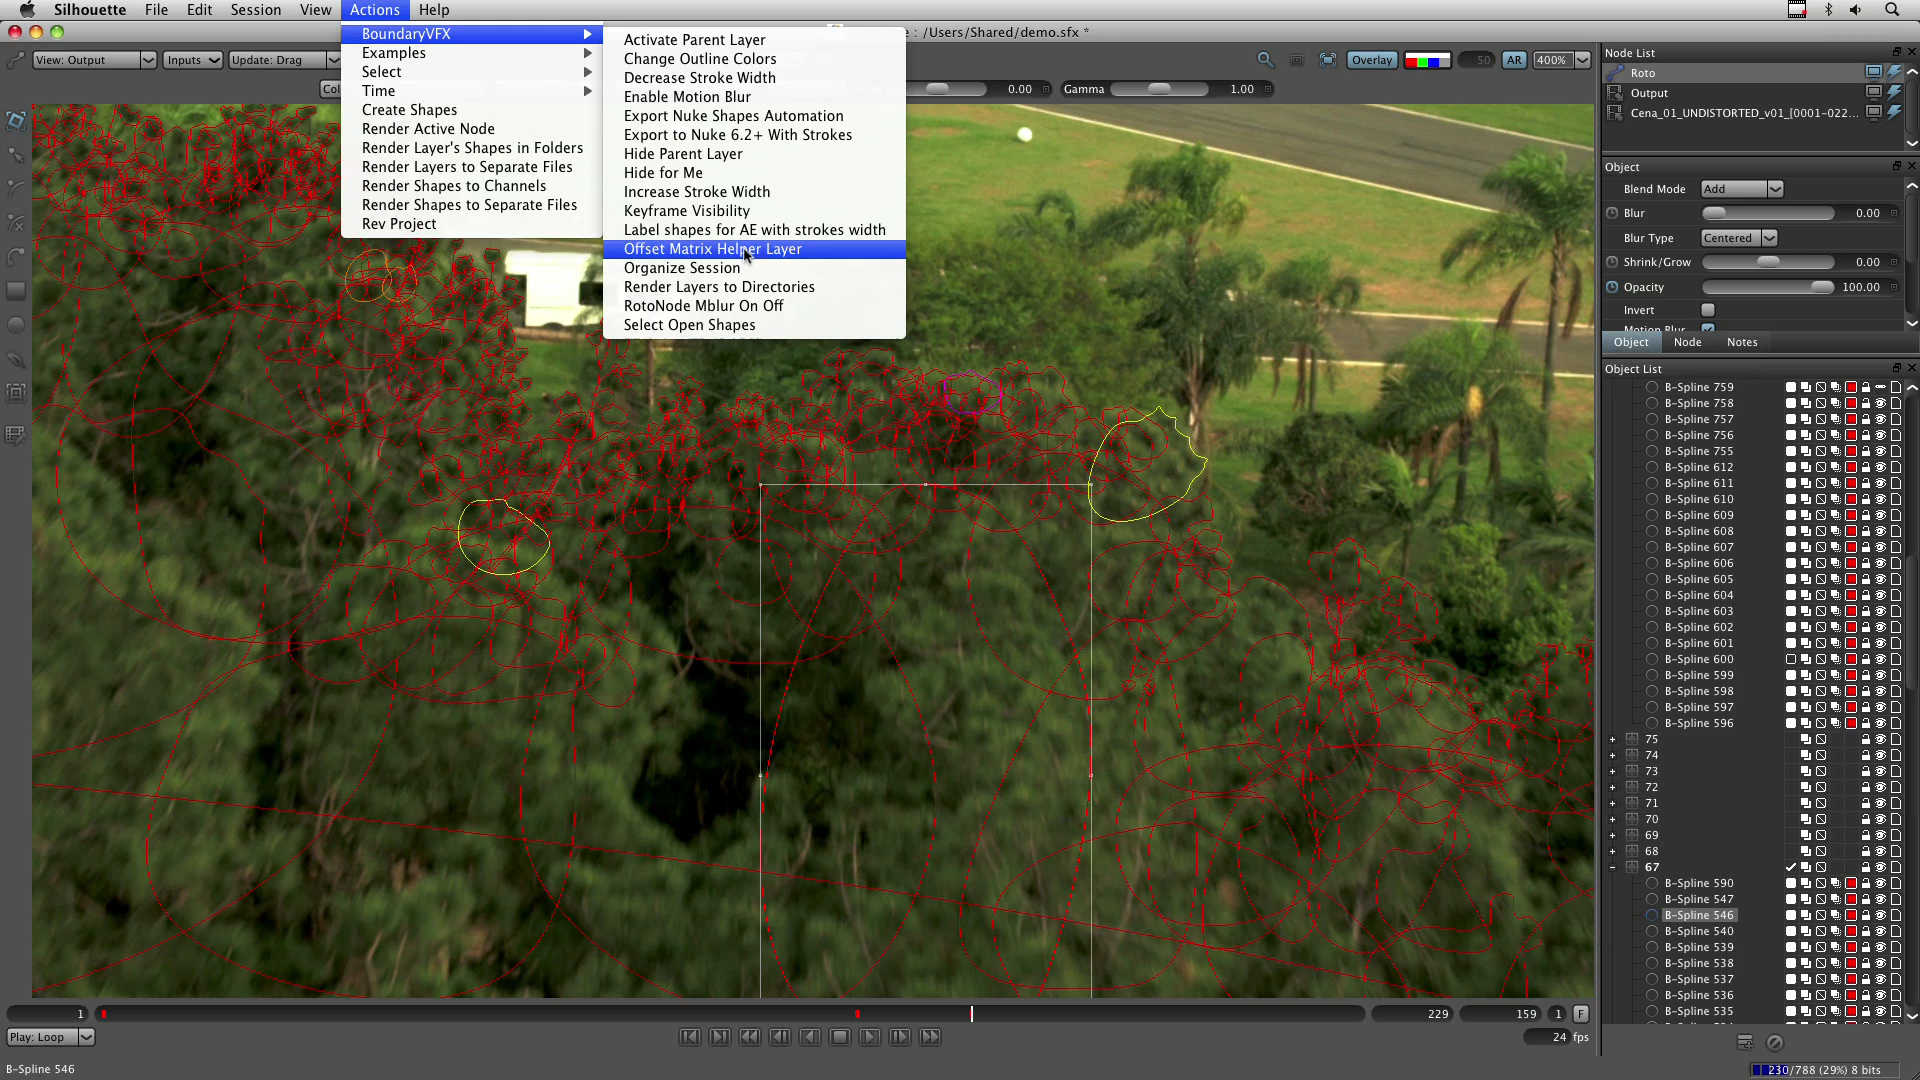 Silhouette File Edit Session View Actions Help
: /Users/Shared/demo.sfx *
View: Output Inputs Update: Drag
Overlay 50 AR 400%
0.00 Gamma 1.00
BoundaryVFX
Examples
Select
Time
Create Shapes
Render Active Node
Render Layer's Shapes in Folders
Render Layers to Separate Files
Render Shapes to Channels
Render Shapes to Separate Files
Rev Project
Activate Parent Layer
Change Outline Colors
Decrease Stroke Width
Enable Motion Blur
Export Nuke Shapes Automation
Export to Nuke 6.2+ With Strokes
Hide Parent Layer
Hide for Me
Increase Stroke Width
Keyframe Visibility
Label shapes for AE with strokes width
Offset Matrix Helper Layer
Organize Session
Render Layers to Directories
RotoNode Mblur On Off
Select Open Shapes
Node List
Roto
Output
Cena_01_UNDISTORTED_v01_[0001-022...
Object
Blend Mode Add
Blur 0.00
Blur Type Centered
Shrink/Grow 0.00
Opacity 100.00
Invert
Motion Blur
Object Node Notes
Object List
B-Spline 759
B-Spline 758
B-Spline 757
B-Spline 756
B-Spline 755
B-Spline 612
B-Spline 611
B-Spline 610
B-Spline 609
B-Spline 608
B-Spline 607
B-Spline 606
B-Spline 605
B-Spline 604
B-Spline 603
B-Spline 602
B-Spline 601
B-Spline 600
B-Spline 599
B-Spline 598
B-Spline 597
B-Spline 596
75
74
73
72
71
70
69
68
67
B-Spline 590
B-Spline 547
B-Spline 546
B-Spline 540
B-Spline 539
B-Spline 538
B-Spline 537
B-Spline 536
B-Spline 535
1 229 159 1 F
Play: Loop
24 fps
B-Spline 546
230/788 (29%) 8 bits